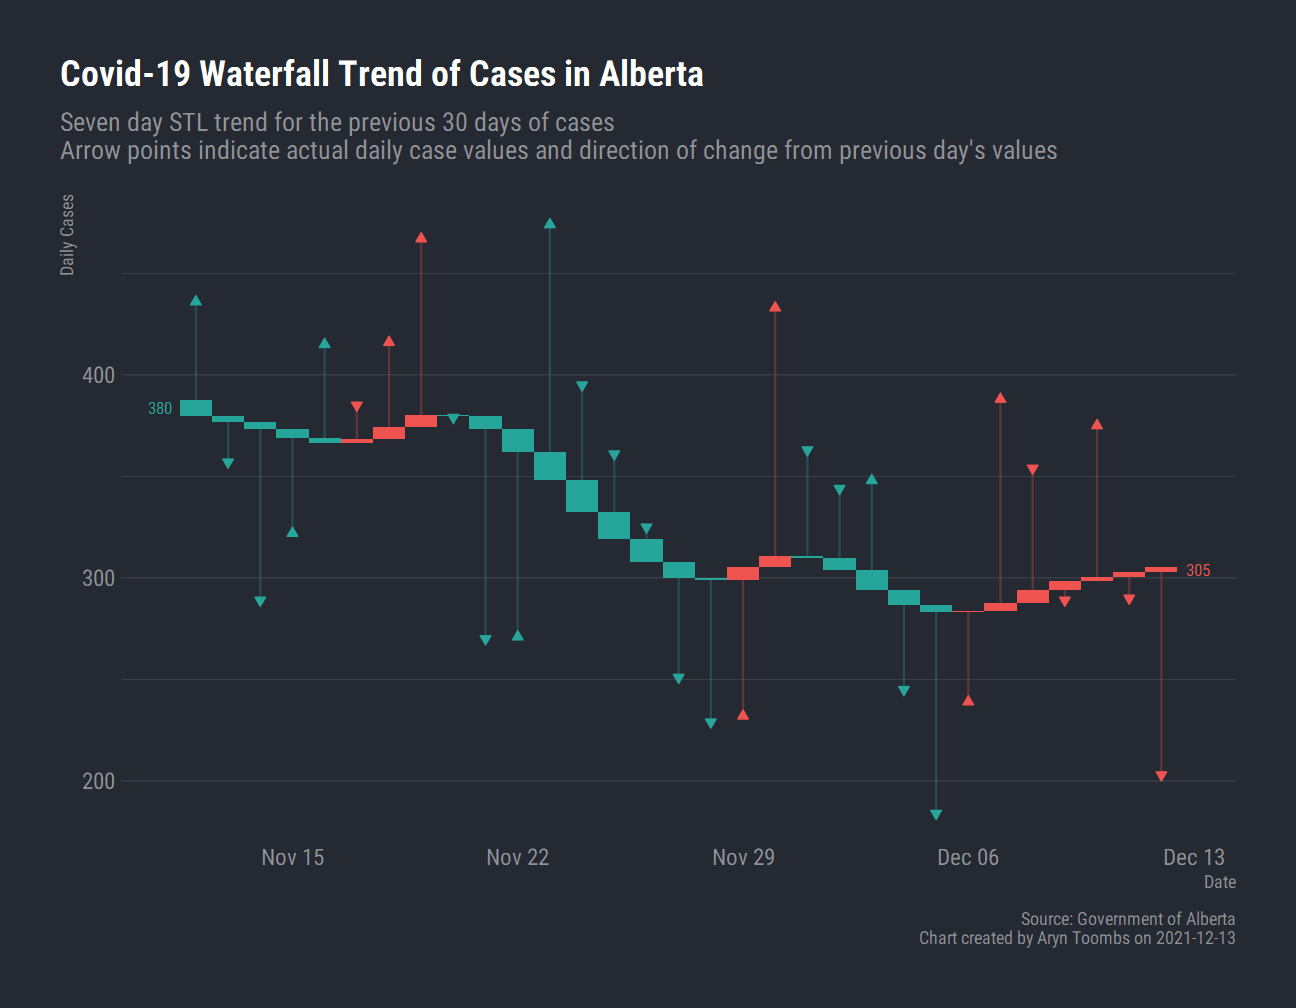 Covid-19 Waterfall Trend of Cases in Alberta
Seven day STL trend for the previous 30 days of cases
Arrow points indicate actual daily case values and direction of change from previous day's values
Daily Cases
400
300
200
380
305
Nov 15
Nov 22
Nov 29
Dec 06
Dec 13
Date
Source: Government of Alberta
Chart created by Aryn Toombs on 2021-12-13